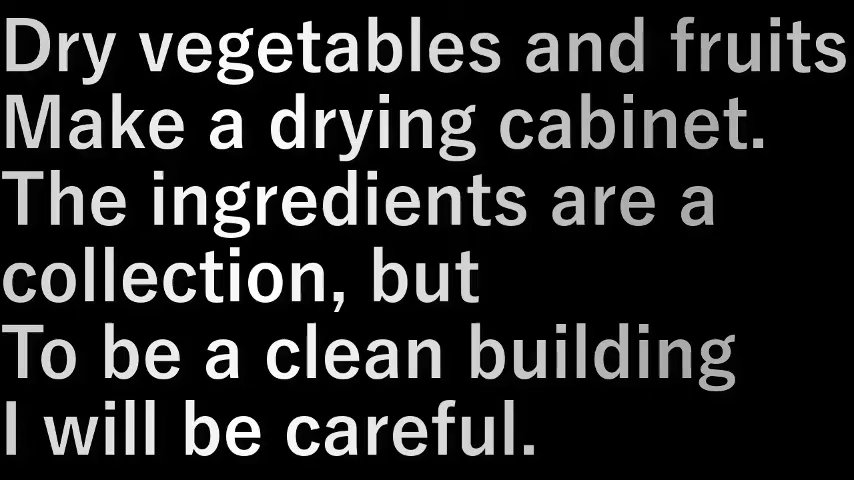 Dry vegetables and fruits
Make a drying cabinet.
The ingredients are a
collection, but
To be a clean building
I will be careful.